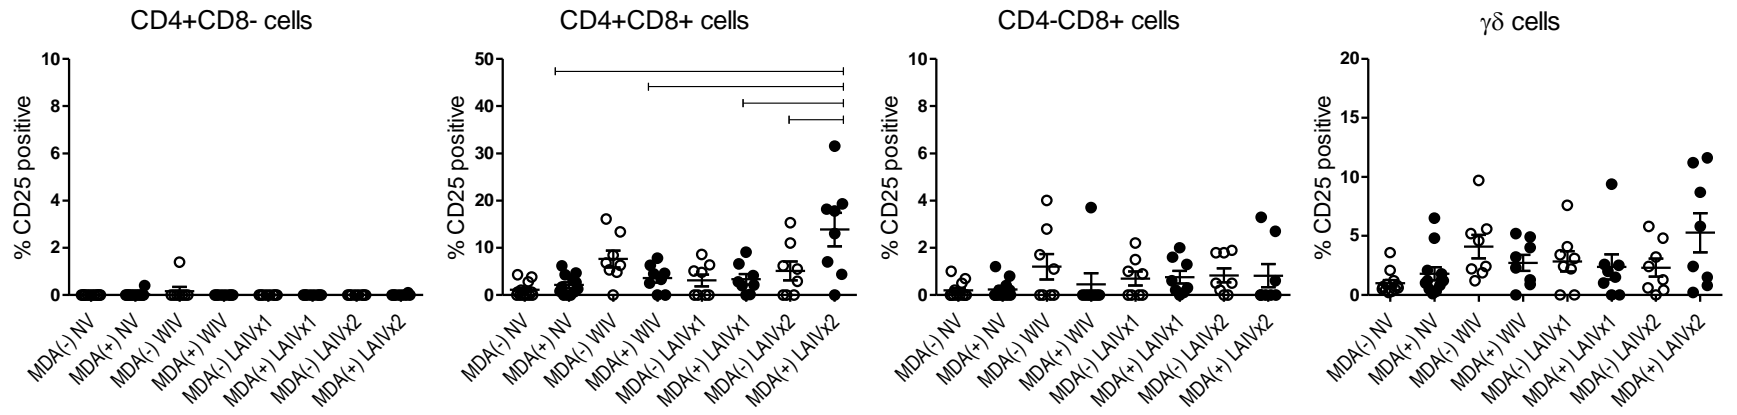 CD4+CD8- cells
% CD25 positive
10
8
6
4
2
0
MDA(-) NV
MDA(+) NV
MDA(-) WIV
MDA(+) WIV
MDA(-) LAIVx1
MDA(+) LAIVx1
MDA(-) LAIVx2
MDA(+) LAIVx2
CD4+CD8+ cells
% CD25 positive
50
40
30
20
10
0
MDA(-) NV
MDA(+) NV
MDA(-) WIV
MDA(+) WIV
MDA(-) LAIVx1
MDA(+) LAIVx1
MDA(-) LAIVx2
MDA(+) LAIVx2
CD4-CD8+ cells
% CD25 positive
10
8
6
4
2
0
MDA(-) NV
MDA(+) NV
MDA(-) WIV
MDA(+) WIV
MDA(-) LAIVx1
MDA(+) LAIVx1
MDA(-) LAIVx2
MDA(+) LAIVx2
γδ cells
% CD25 positive
20
15
10
5
0
MDA(-) NV
MDA(+) NV
MDA(-) WIV
MDA(+) WIV
MDA(-) LAIVx1
MDA(+) LAIVx1
MDA(-) LAIVx2
MDA(+) LAIVx2